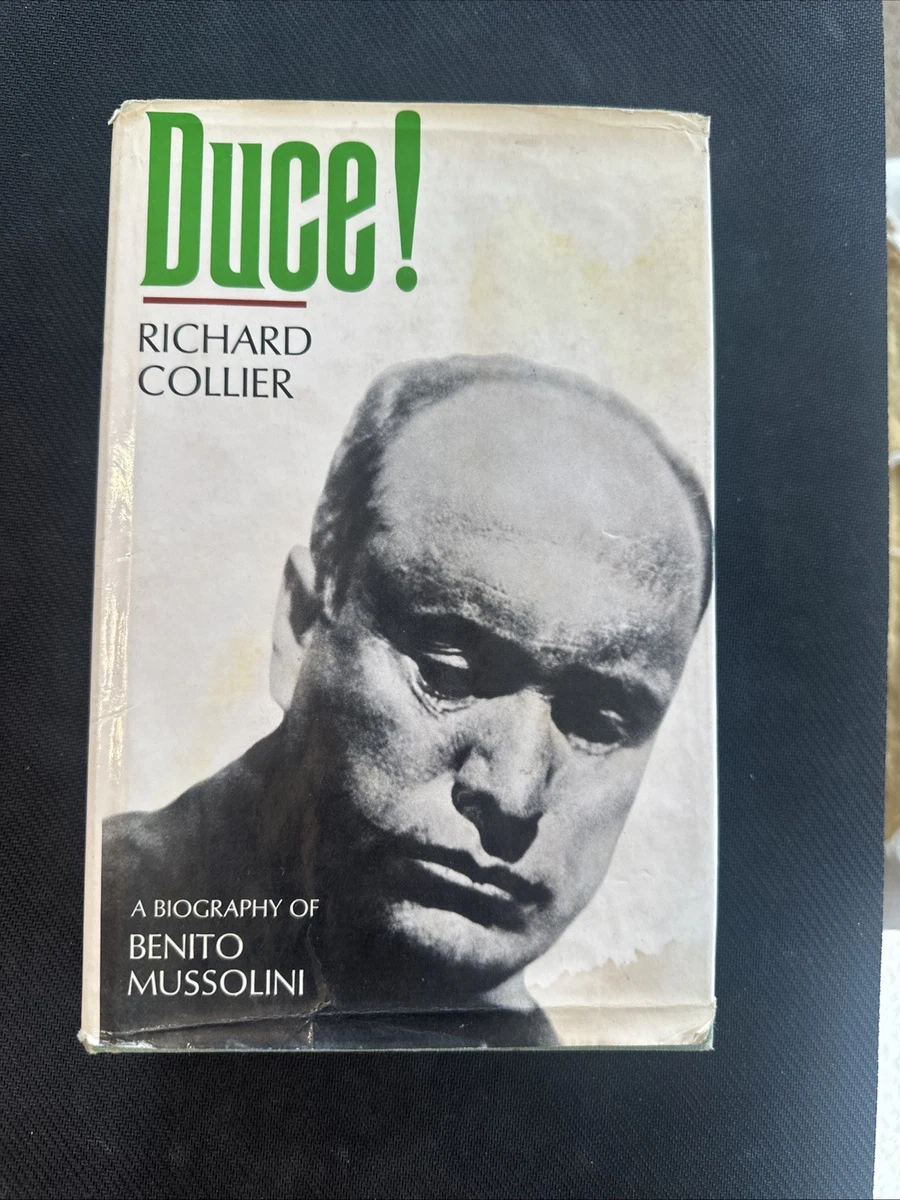 Duce!
RICHARD
COLLIER
A BIOGRAPHY OF
BENITO
MUSSOLINI